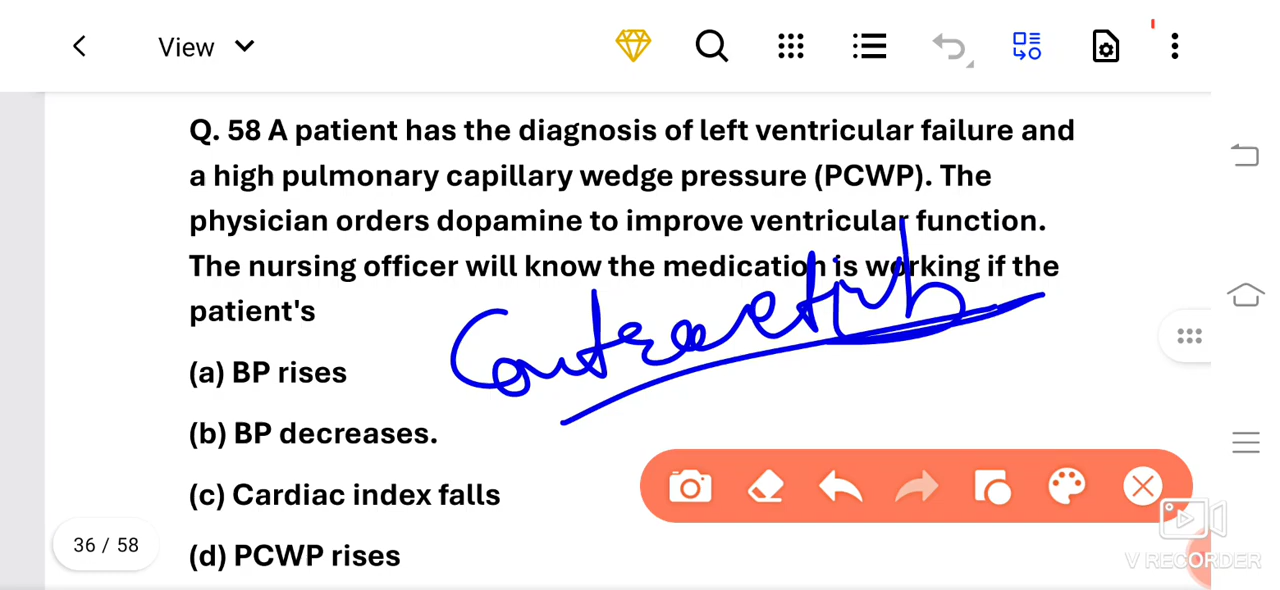 View
Q. 58 A patient has the diagnosis of left ventricular failure and
a high pulmonary capillary wedge pressure (PCWP). The
physician orders dopamine to improve ventricular function.
The nursing officer will know the medication is working if the
patient's
(a) BP rises
(b) BP decreases.
(c) Cardiac index falls
36 / 58
(d) PCWP rises
V RECORDER